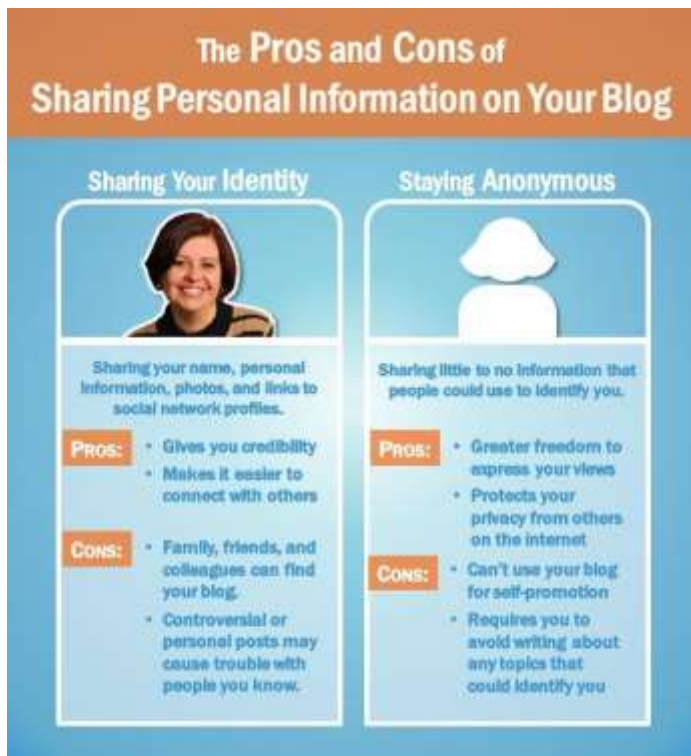 The Pros and Cons of
Sharing Personal Information on Your Blog
Sharing Your Identity
Sharing your name, personal
information, photos, and links to
social network profiles.
PROS:
• Gives you credibility
• Makes it easier to
connect with others
CONS:
• Family, friends, and
colleagues can find
your blog.
• Controversial or
personal posts may
cause trouble with
people you know.
Staying Anonymous
Sharing little to no information that
people could use to identify you.
PROS:
• Greater freedom to
express your views
• Protects your
privacy from others
on the internet
CONS:
• Can't use your blog
for self-promotion
• Requires you to
avoid writing about
any topics that
could identify you